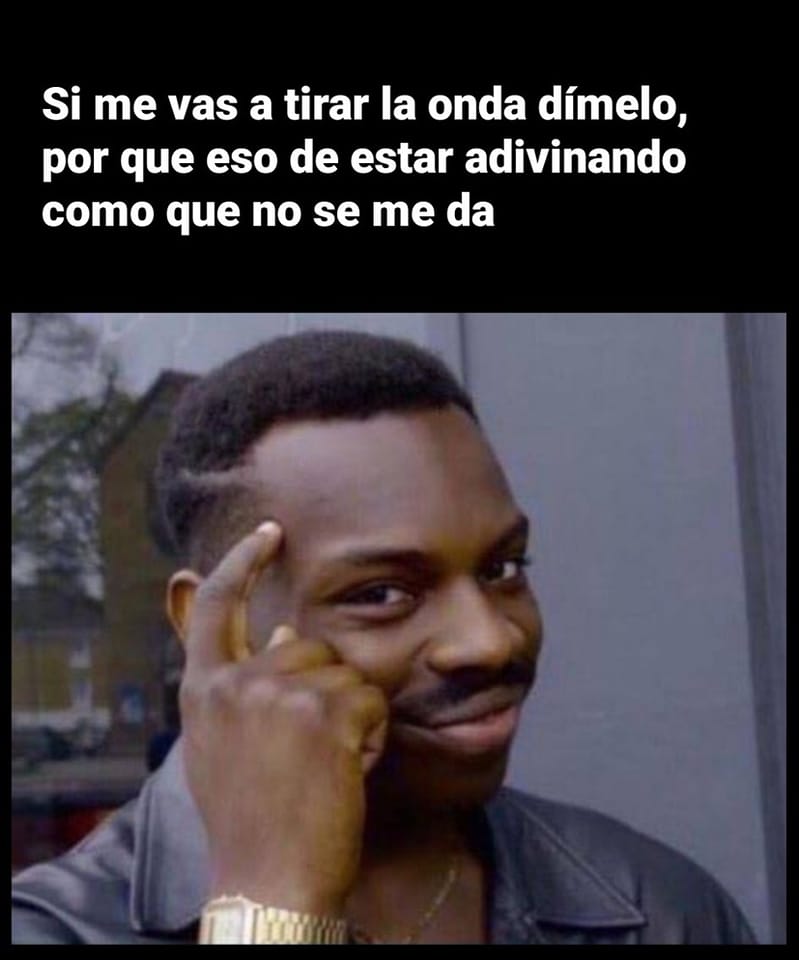 Si me vas a tirar la onda dímelo,
por que eso de estar adivinando
como que no se me da